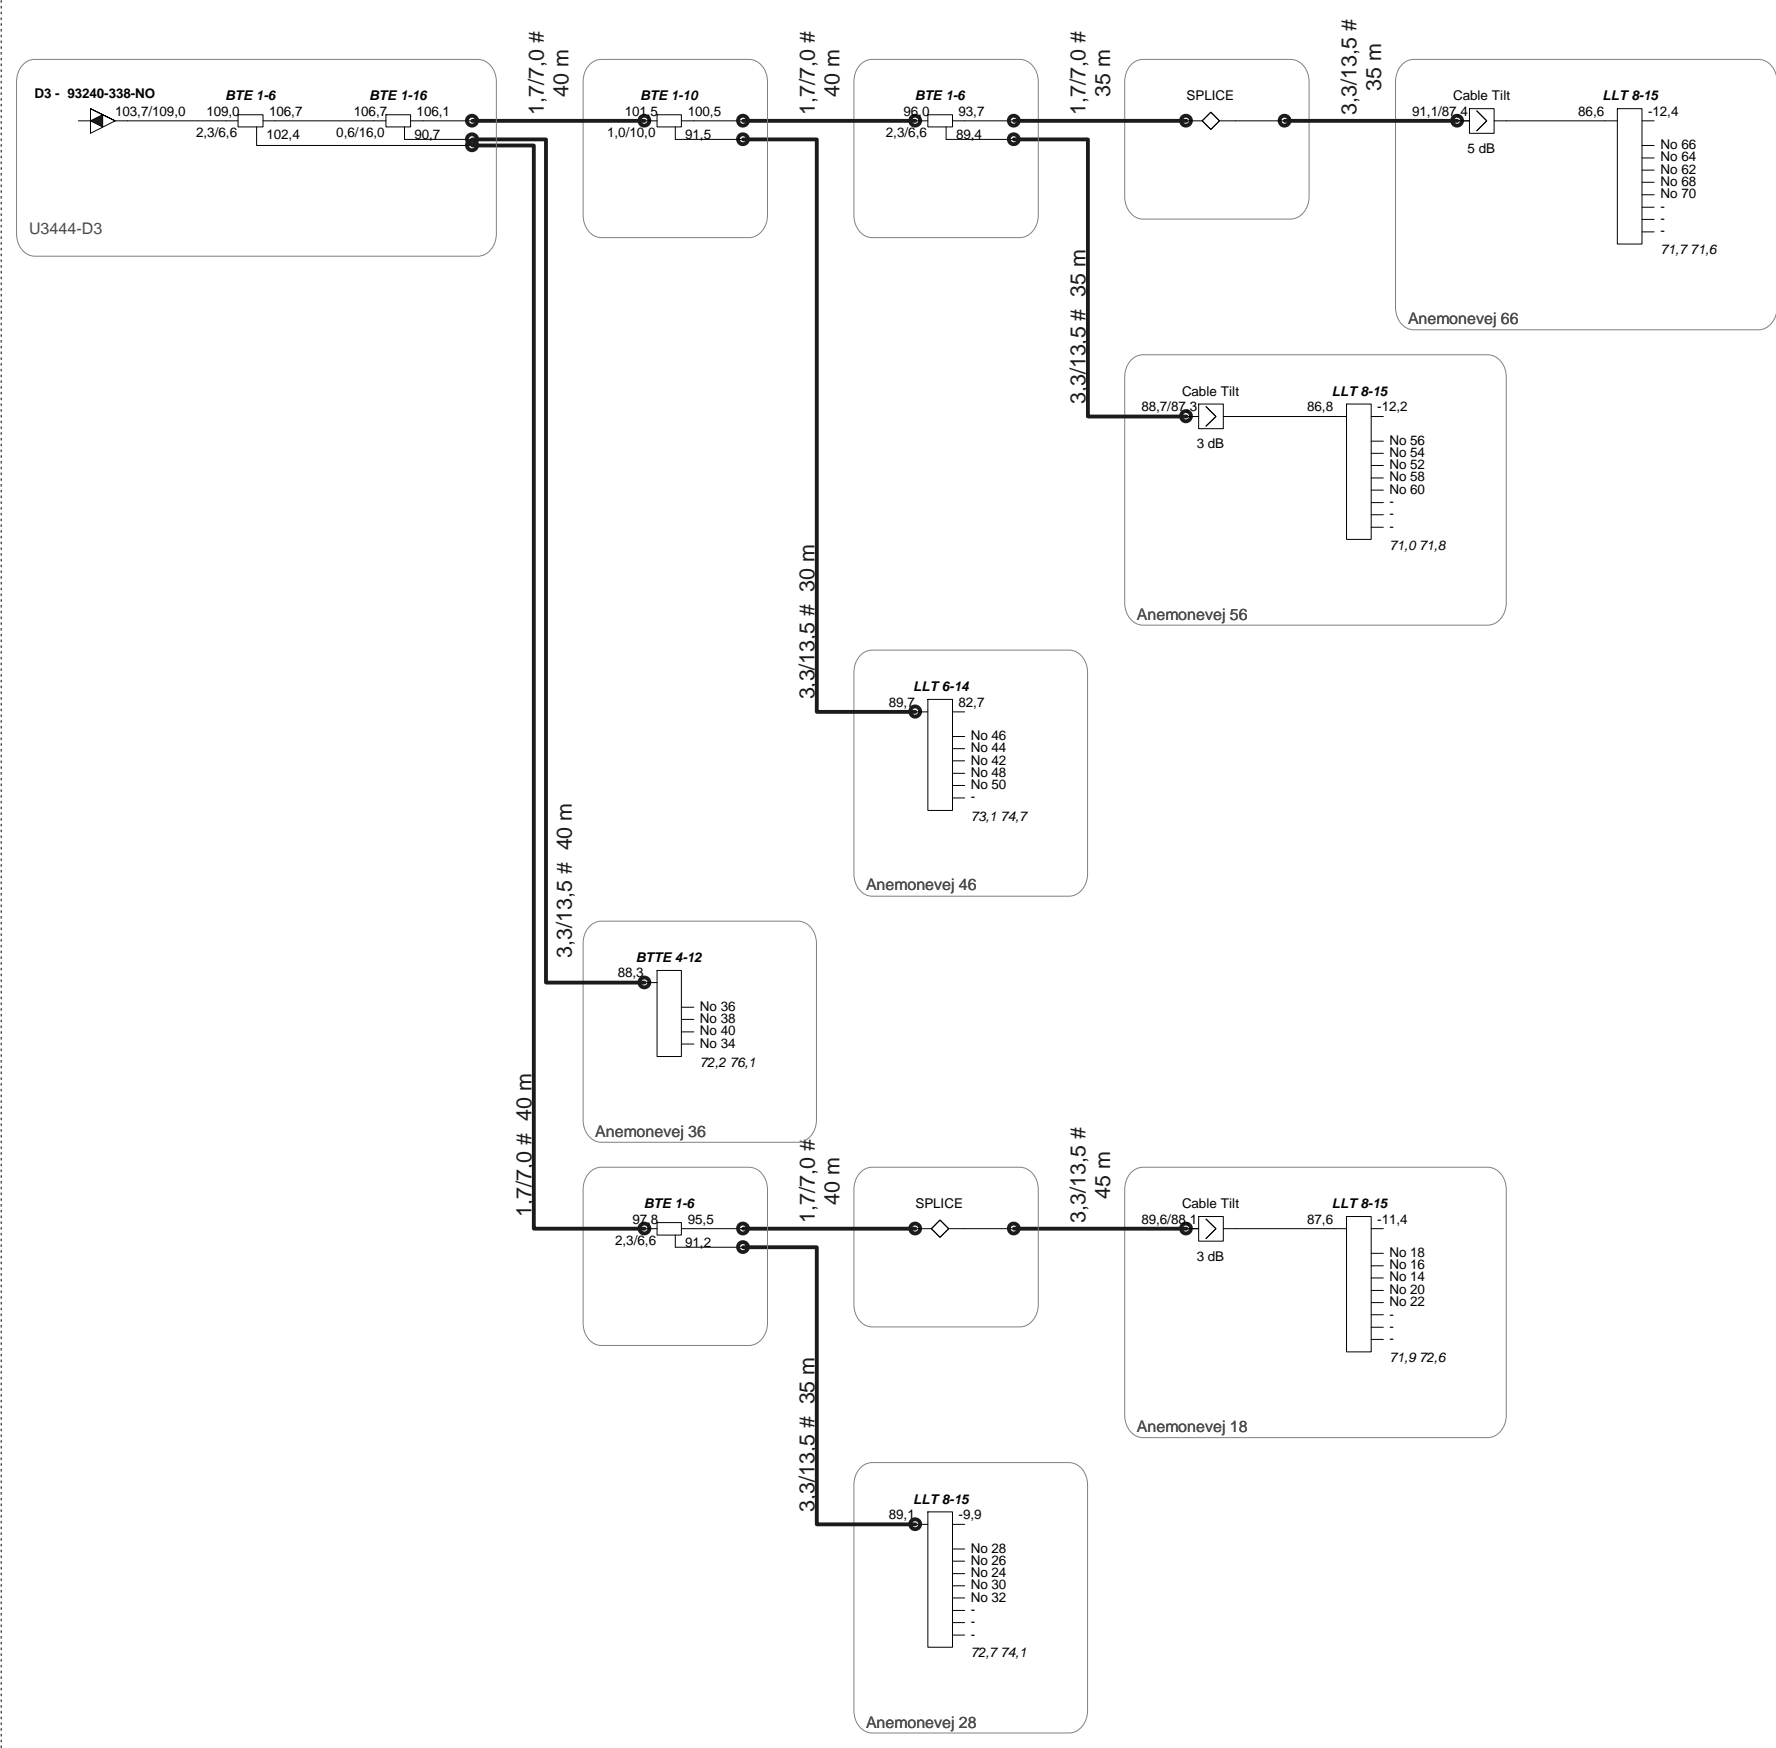 D3 - 93240-338-NO
103,7/109,0
BTE 1-6
109,0
106,7
2,3/6,6
102,4
BTE 1-16
106,7
106,1
0,6/16,0
90,7
U3444-D3
1,7/7,0 #
40 m
BTE 1-10
101,5
100,5
1,0/10,0
91,5
1,7/7,0 #
40 m
BTE 1-6
96,0
93,7
2,3/6,6
89,4
1,7/7,0 #
35 m
SPLICE
3,3/13,5 #
35 m
Cable Tilt
91,1/87,4
5 dB
86,6
LLT 8-15
-12,4
No 66
No 64
No 62
No 68
No 70
-
-
-
71,7 71,6
Anemonevej 66
3,3/13,5 # 35 m
Cable Tilt
88,7/87,3
3 dB
86,8
LLT 8-15
-12,2
No 56
No 54
No 52
No 58
No 60
-
-
-
71,0 71,8
Anemonevej 56
3,3/13,5 # 30 m
LLT 6-14
89,7
82,7
No 46
No 44
No 42
No 48
No 50
-
73,1 74,7
Anemonevej 46
3,3/13,5 # 40 m
BTTE 4-12
88,3
No 36
No 38
No 40
No 34
72,2 76,1
Anemonevej 36
1,7/7,0 # 40 m
BTE 1-6
97,8
95,5
2,3/6,6
91,2
1,7/7,0 #
40 m
SPLICE
3,3/13,5 #
45 m
Cable Tilt
89,6/88,1
3 dB
87,6
LLT 8-15
-11,4
No 18
No 16
No 14
No 20
No 22
-
-
-
71,9 72,6
Anemonevej 18
3,3/13,5 # 35 m
LLT 8-15
89,1
-9,9
No 28
No 26
No 24
No 30
No 32
-
-
-
72,7 74,1
Anemonevej 28